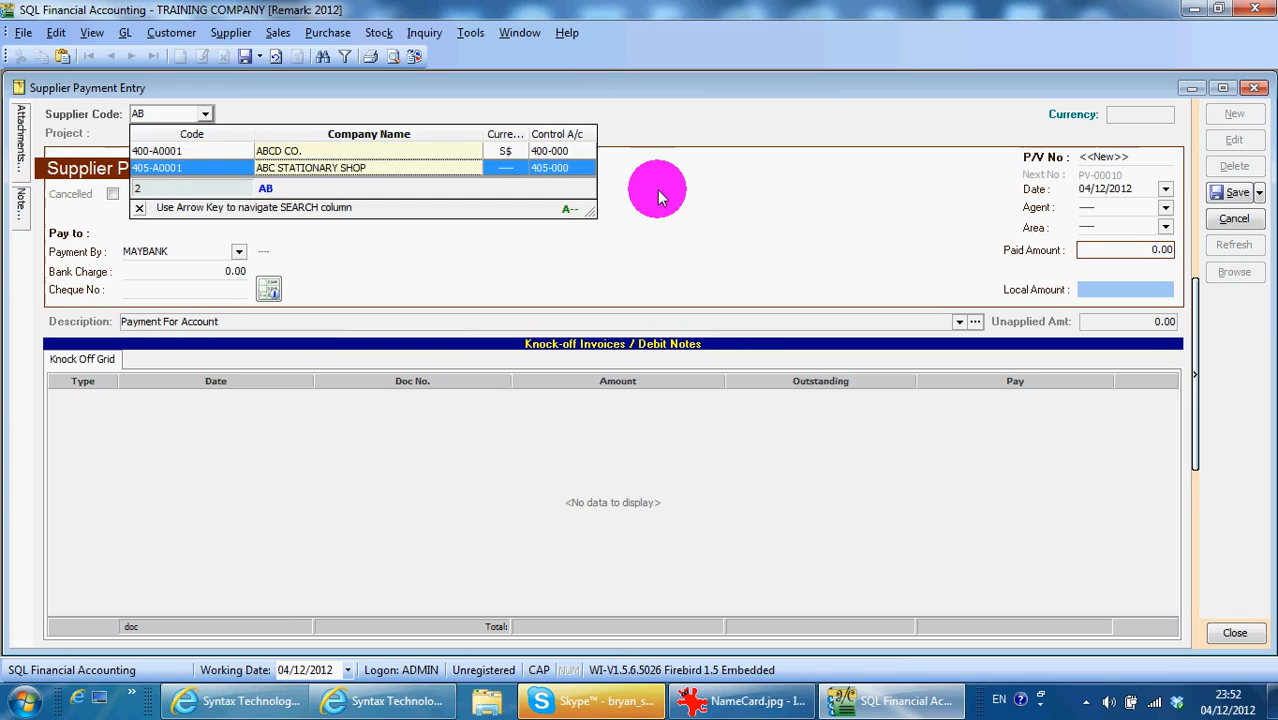 SQL Financial Accounting - TRAINING COMPANY [Remark: 2012]
File Edit View GL Customer Supplier Sales Purchase Stock Inquiry Tools Window Help
Supplier Payment Entry
Attachments...
Note...
Supplier Code: AB
Currency:
New
Project :
Code Company Name Curre... Control A/c
Edit
400-A0001 ABCD CO. S$ 400-000
P/V No : <<New>>
Supplier P
405-A0001 ABC STATIONARY SHOP ---- 405-000
Next No : PV-00010
Delete
Cancelled
2 AB
Date : 04/12/2012
Save
Use Arrow Key to navigate SEARCH column A--
Agent : ----
Cancel
Pay to :
Area : ----
Payment By : MAYBANK ----
Paid Amount : 0.00
Refresh
Bank Charge : 0.00
Browse
Cheque No :
Local Amount :
Description: Payment For Account
Unapplied Amt: 0.00
Knock-off Invoices / Debit Notes
Knock Off Grid
Type Date Doc No. Amount Outstanding Pay
<No data to display>
doc Total:
Close
SQL Financial Accounting Working Date: 04/12/2012 Logon: ADMIN Unregistered CAP NUM WI-V1.5.6.5026 Firebird 1.5 Embedded
Syntax Technolog... Syntax Technolo... Skype™ - bryan_s... NameCard.jpg - I... SQL Financial Acc... EN 23:52
04/12/2012